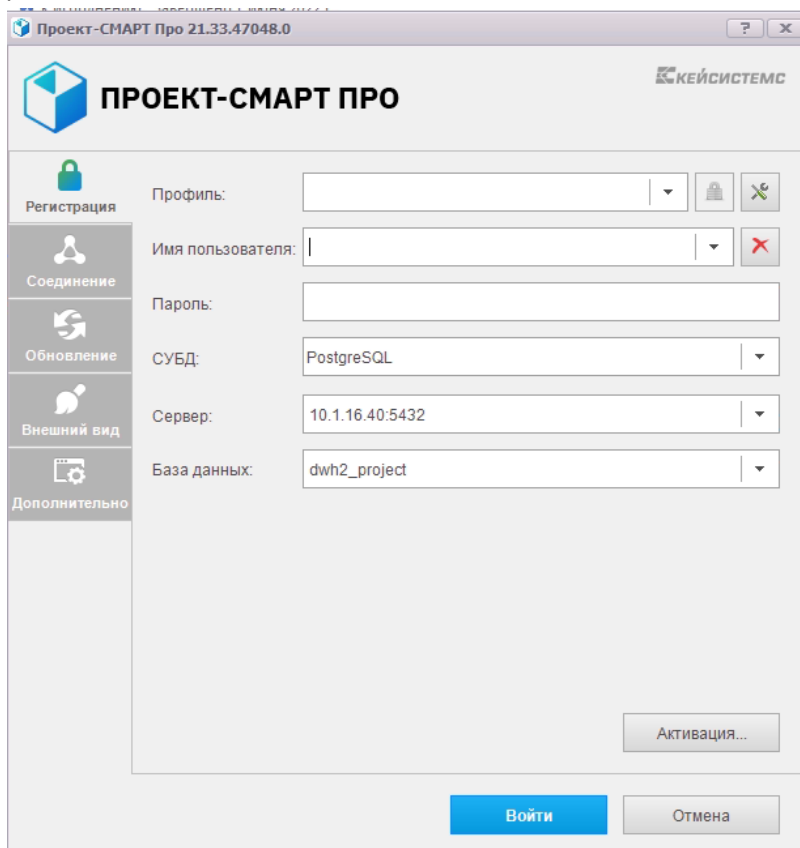 Проект-СМАРТ Про 21.33.47048.0
?
x
ПРОЕКТ-СМАРТ ПРО
КЕЙСИСТЕМС
Регистрация
Соединение
Обновление
Внешний вид
Дополнительно
Профиль:
Имя пользователя:
Пароль:
СУБД: PostgreSQL
Сервер: 10.1.16.40:5432
База данных: dwh2_project
Активация...
Войти
Отмена